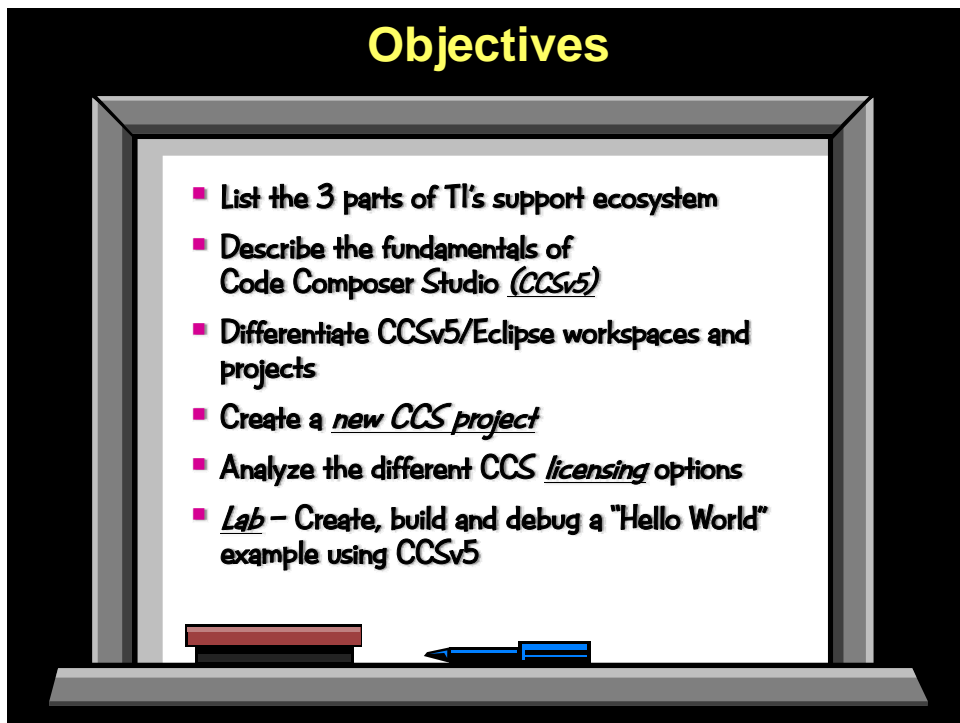 Objectives
List the 3 parts of TI's support ecosystem
Describe the fundamentals of
Code Composer Studio (CCSv5)
Differentiate CCSv5/Eclipse workspaces and
projects
Create a new CCS project
Analyze the different CCS licensing options
Lab – Create, build and debug a “Hello World”
example using CCSv5